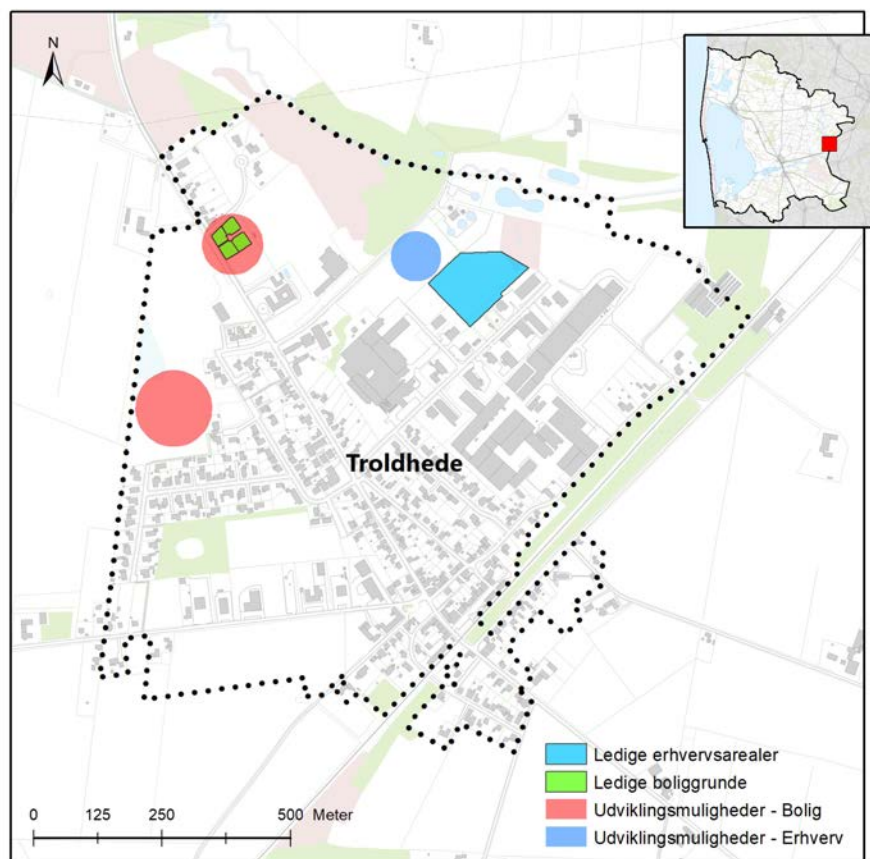 N
Troldhede
Ledige erhvervsarealer
Ledige boliggrunde
Udviklingsmuligheder - Bolig
Udviklingsmuligheder - Erhverv
0 125 250 500 Meter